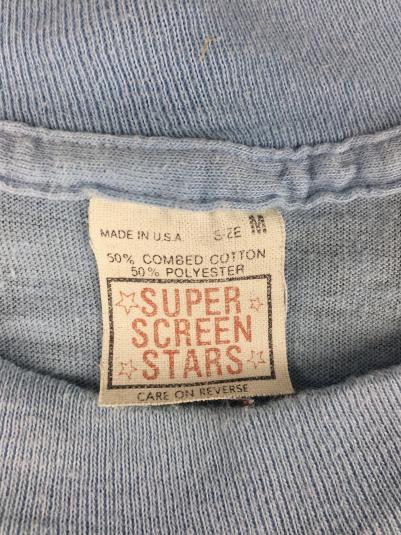 MADE IN U.S.A. SIZE M
50% COMBED COTTON
50% POLYESTER
SUPER
SCREEN
STARS
CARE ON REVERSE